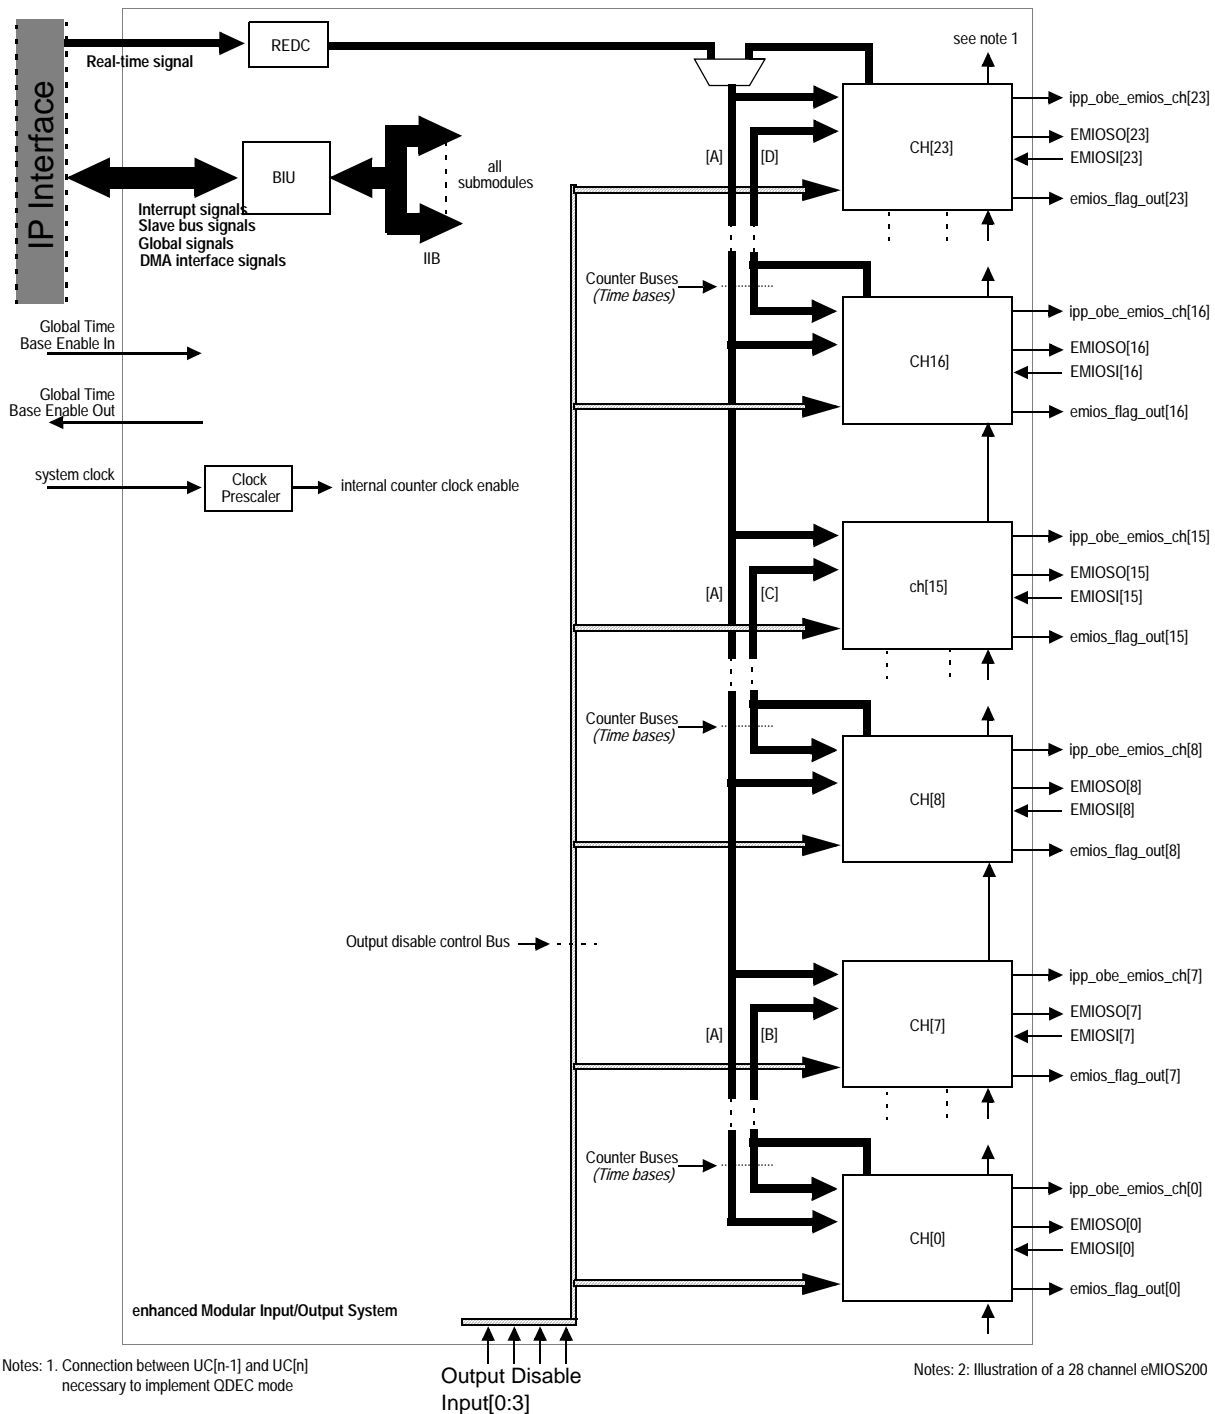 see note 1
REDC
Real-time signal
ipp_obe_emios_ch[23]
EMIOSO[23]
CH[23]
EMIOSI[23]
[A]
[D]
emios_flag_out[23]
IP Interface
BIU
all
submodules
Interrupt signals
Slave bus signals
Global signals
DMA interface signals
IIB
Counter Buses
(Time bases)
ipp_obe_emios_ch[16]
EMIOSO[16]
CH16]
EMIOSI[16]
emios_flag_out[16]
Global Time
Base Enable In
Global Time
Base Enable Out
system clock
Clock
Prescaler
internal counter clock enable
ipp_obe_emios_ch[15]
EMIOSO[15]
ch[15]
EMIOSI[15]
[A]
[C]
emios_flag_out[15]
Counter Buses
(Time bases)
ipp_obe_emios_ch[8]
EMIOSO[8]
CH[8]
EMIOSI[8]
emios_flag_out[8]
Output disable control Bus
ipp_obe_emios_ch[7]
EMIOSO[7]
CH[7]
EMIOSI[7]
[A]
[B]
emios_flag_out[7]
Counter Buses
(Time bases)
ipp_obe_emios_ch[0]
EMIOSO[0]
CH[0]
EMIOSI[0]
emios_flag_out[0]
enhanced Modular Input/Output System
Notes: 1. Connection between UC[n-1] and UC[n]
necessary to implement QDEC mode
Output Disable
Input[0:3]
Notes: 2: Illustration of a 28 channel eMIOS200